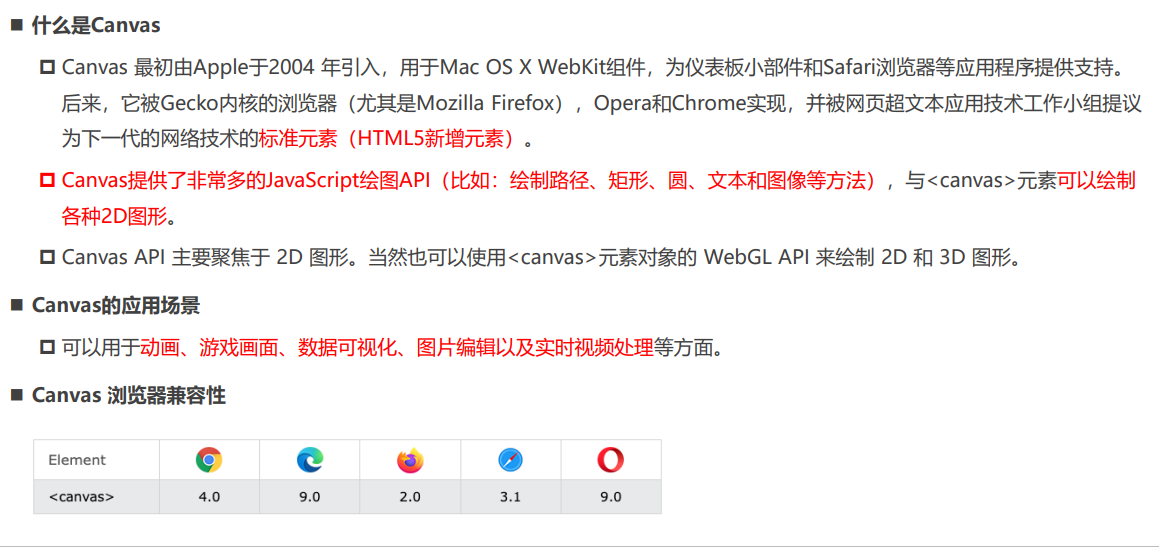 什么是Canvas
Canvas 最初由Apple于2004 年引入，用于Mac OS X WebKit组件，为仪表板小部件和Safari浏览器等应用程序提供支持。
后来，它被Gecko内核的浏览器（尤其是Mozilla Firefox），Opera和Chrome实现，并被网页超文本应用技术工作小组提议
为下一代的网络技术的标准元素（HTML5新增元素）。
Canvas提供了非常多的JavaScript绘图API（比如：绘制路径、矩形、圆、文本和图像等方法），与<canvas>元素可以绘制
各种2D图形。
Canvas API 主要聚焦于 2D 图形。当然也可以使用<canvas>元素对象的 WebGL API 来绘制 2D 和 3D 图形。
Canvas的应用场景
可以用于动画、游戏画面、数据可视化、图片编辑以及实时视频处理等方面。
Canvas 浏览器兼容性
Element
<canvas> 4.0 9.0 2.0 3.1 9.0